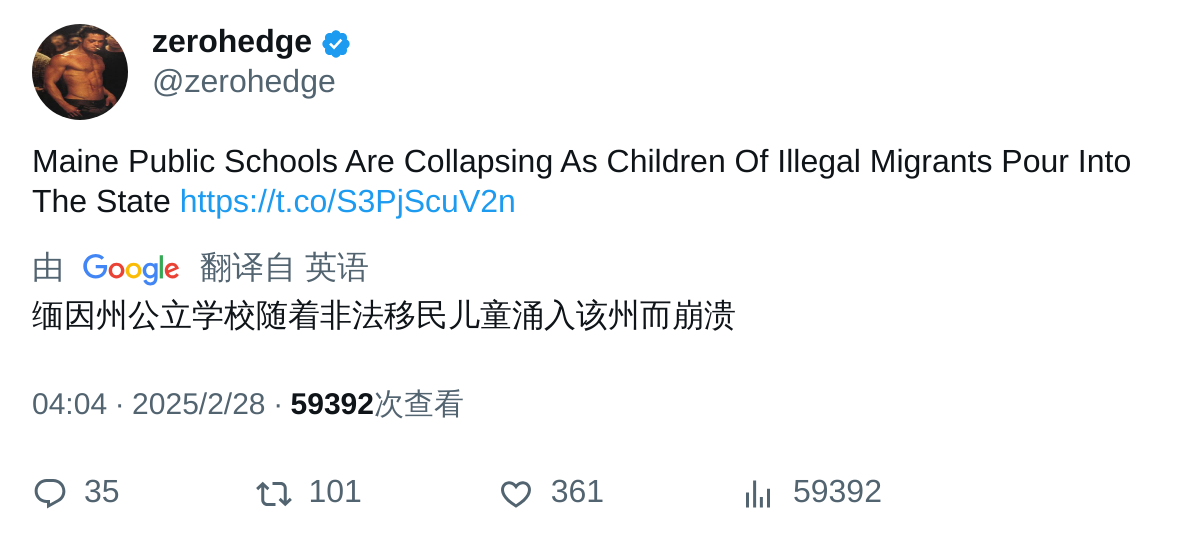 zerohedge
@zerohedge
Maine Public Schools Are Collapsing As Children Of Illegal Migrants Pour Into
The State https://t.co/S3PjScuV2n
由 Google 翻译自 英语
缅因州公立学校随着非法移民儿童涌入该州而崩溃
04:04 · 2025/2/28 · 59392次查看
35 101 361 59392